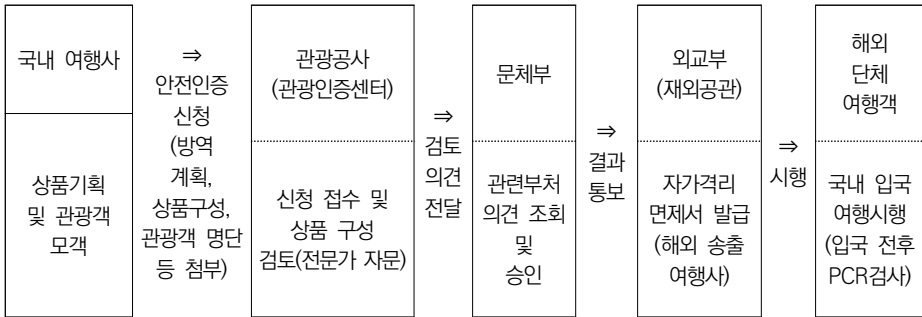 국내 여행사
상품기획
및 관광객
모객
⇒
안전인증
신청
(방역
계획,
상품구성,
관광객 명단
등 첨부)
관광공사
(관광인증센터)
신청 접수 및
상품 구성
검토(전문가 자문)
⇒
검토
의견
전달
문체부
관련부처
의견 조회
및
승인
⇒
결과
통보
외교부
(재외공관)
자가격리
면제서 발급
(해외 송출
여행사)
⇒
시행
해외
단체
여행객
국내 입국
여행시행
(입국 전후
PCR검사)